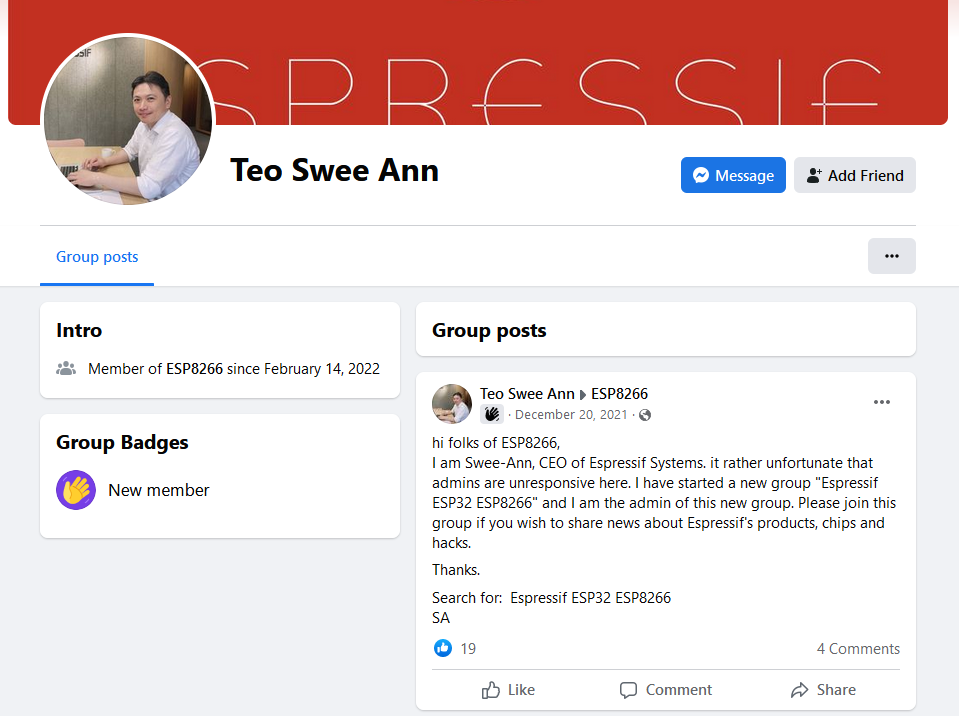 ESPRESSIF
Teo Swee Ann
Message
Add Friend
Group posts
Intro
Member of ESP8266 since February 14, 2022
Group Badges
New member
Group posts
Teo Swee Ann ESP8266
· December 20, 2021 ·
hi folks of ESP8266,
I am Swee-Ann, CEO of Espressif Systems. it rather unfortunate that
admins are unresponsive here. I have started a new group "Espressif
ESP32 ESP8266" and I am the admin of this new group. Please join this
group if you wish to share news about Espressif's products, chips and
hacks.
Thanks.
Search for: Espressif ESP32 ESP8266
SA
19
4 Comments
Like
Comment
Share